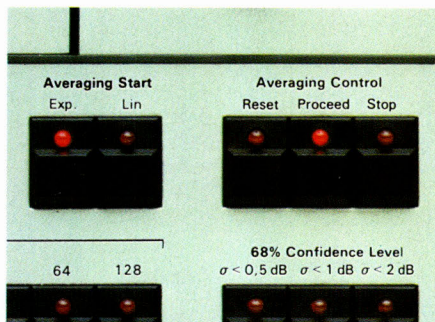 Averaging Start
Exp. Lin
Averaging Control
Reset Proceed Stop
64 128
68% Confidence Level
σ < 0,5 dB σ < 1 dB σ < 2 dB